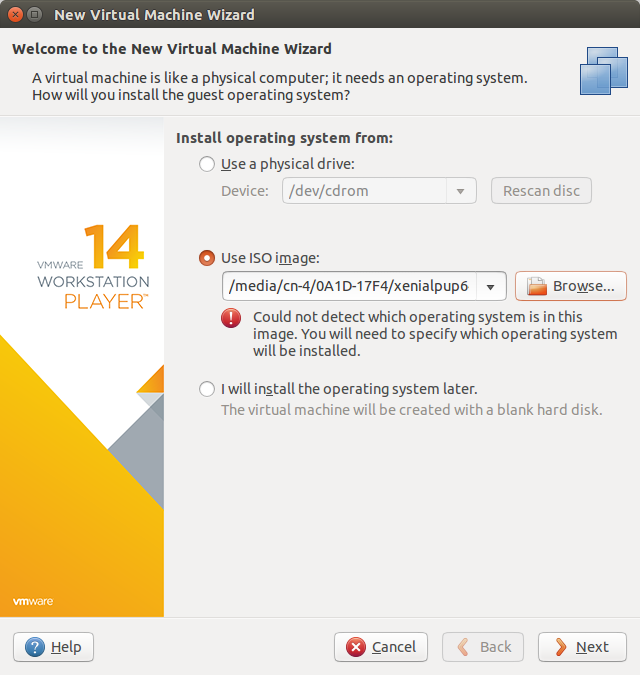 New Virtual Machine Wizard
Welcome to the New Virtual Machine Wizard
A virtual machine is like a physical computer; it needs an operating system.
How will you install the guest operating system?
Install operating system from:
Use a physical drive:
Device: /dev/cdrom Rescan disc
VMWARE 14
WORKSTATION
PLAYER™
Use ISO image:
/media/cn-4/0A1D-17F4/xenialpup6 Browse...
Could not detect which operating system is in this
image. You will need to specify which operating system
will be installed.
I will install the operating system later.
The virtual machine will be created with a blank hard disk.
vmware
Help Cancel Back Next